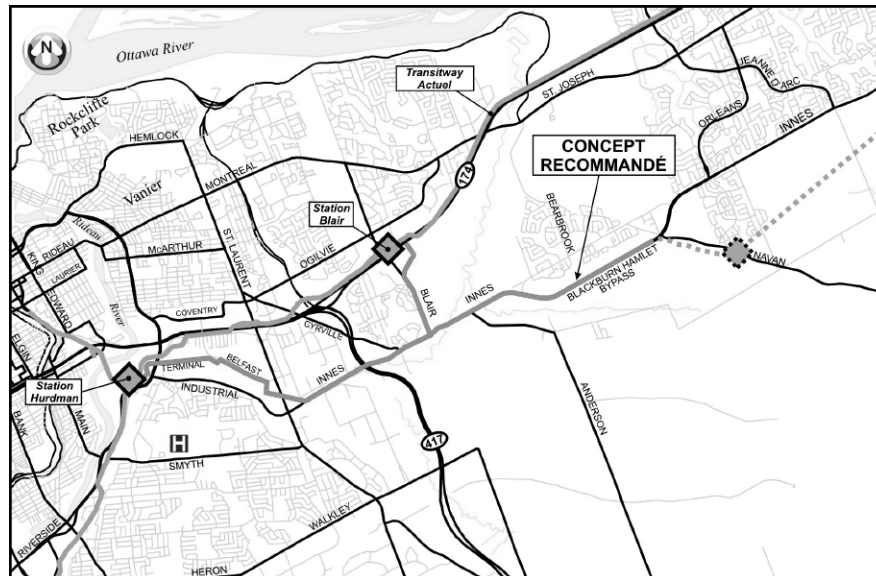 N
Ottawa River
Rockcliffe
Park
HEMLOCK
Vanier
MONTREAL
Transitway
Actuel
ST. JOSEPH
JEANNE D'ARC
ORLEANS
INNES
CONCEPT
RECOMMANDÉ
174
Station
Blair
BEARBROOK
Rideau
RIDEAU
KING
LAURIER
EDWARD
McARTHUR
ST. LAURENT
OGILVIE
River
COVENTRY
CYRVILLE
BLAIR
INNES
BLACKBURN HAMLET
BYPASS
NAVAN
ELGIN
Station
Hurdman
TERMINAL
BELFAST
INDUSTRIAL
INNES
ANDERSON
BANK
MAIN
H
SMYTH
417
WALKLEY
RIVERSIDE
HERON